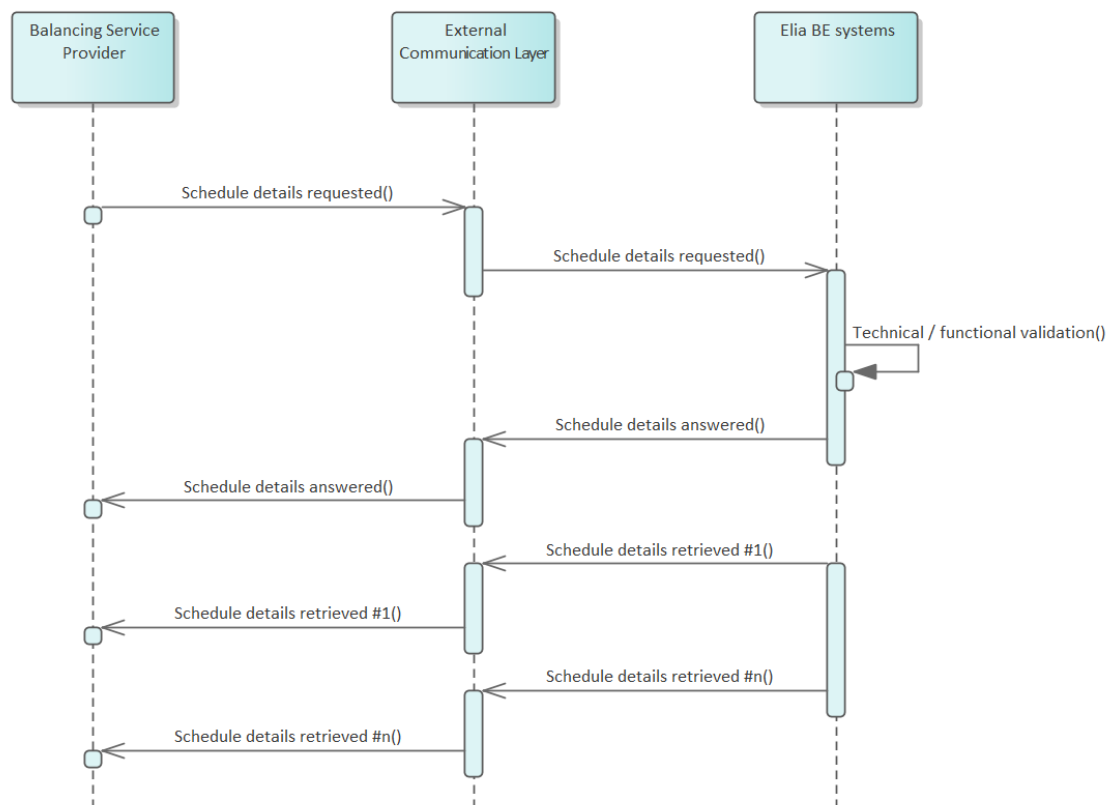 Balancing Service
Provider
External
Communication Layer
Elia BE systems
Schedule details requested()
Schedule details requested()
Technical / functional validation()
Schedule details answered()
Schedule details answered()
Schedule details retrieved #1()
Schedule details retrieved #1()
Schedule details retrieved #n()
Schedule details retrieved #n()